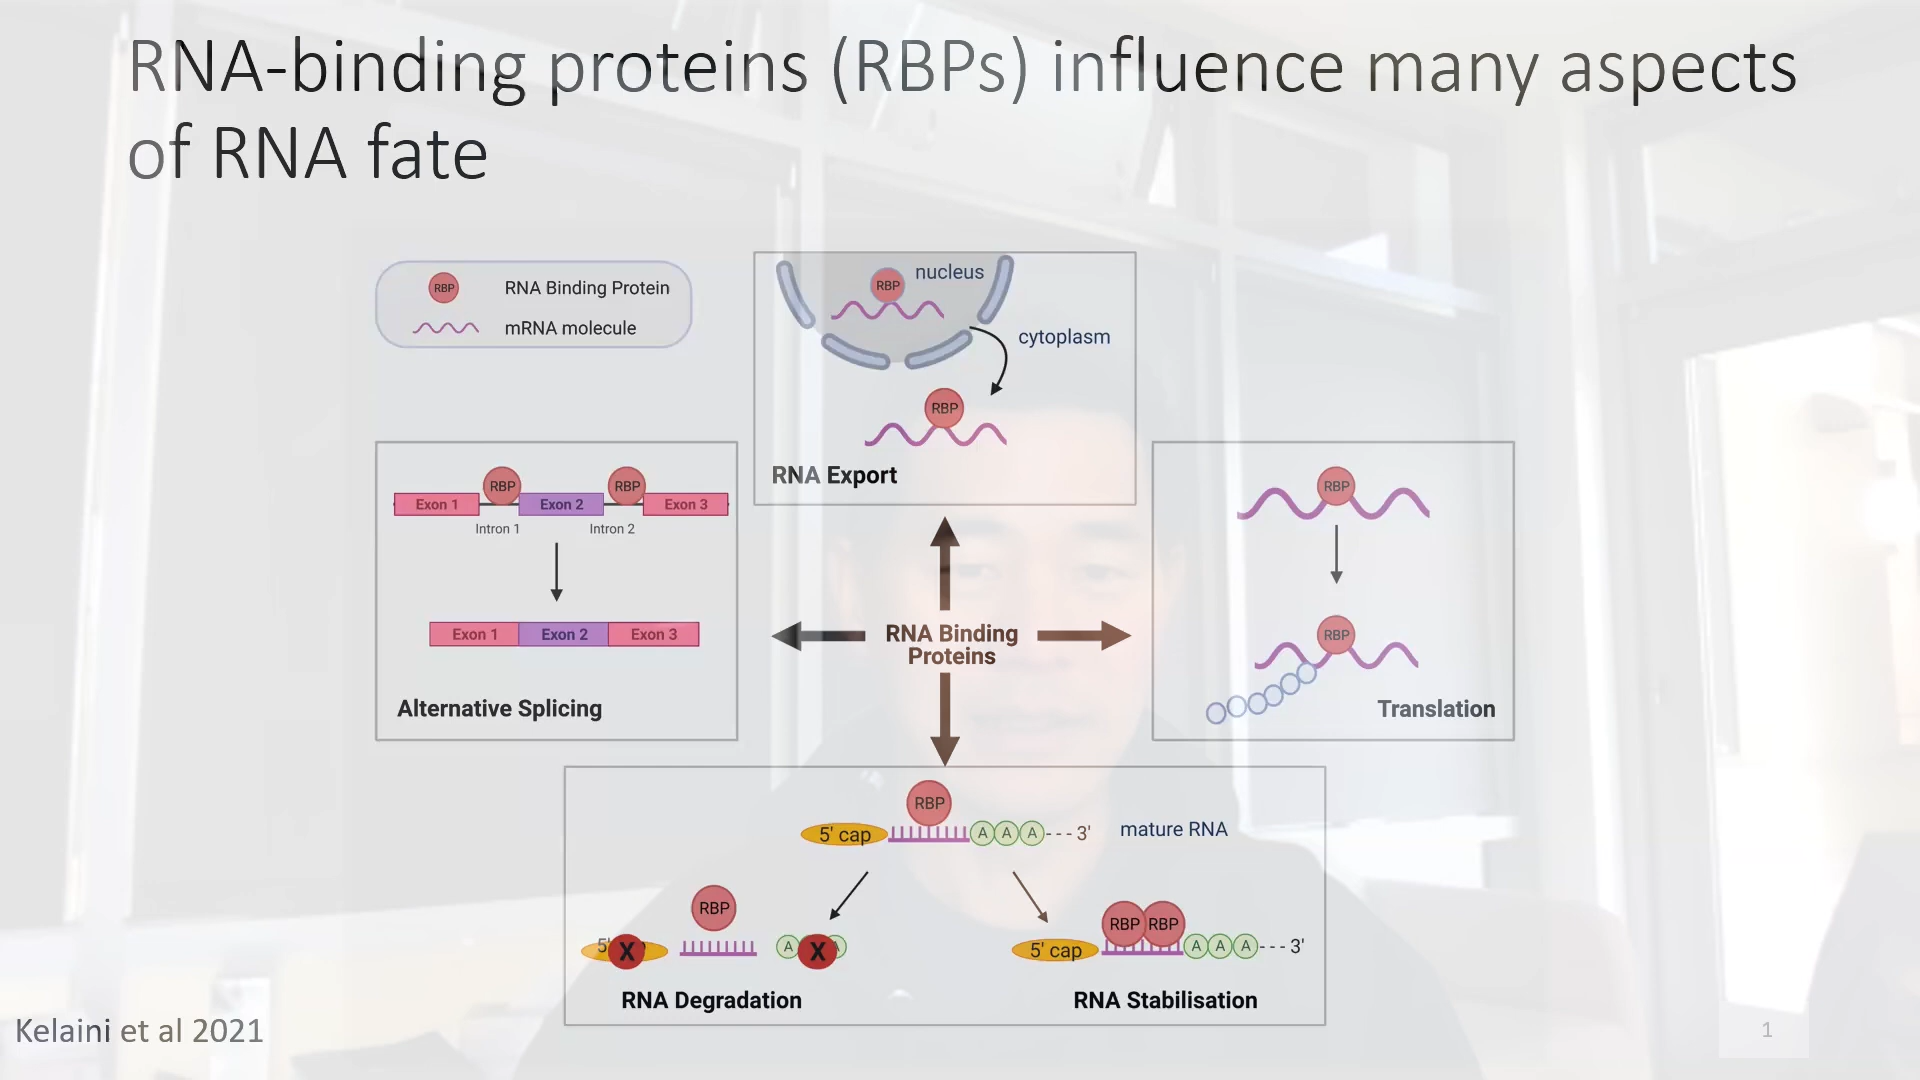 RNA-binding proteins (RBPs) influence many aspects
of RNA fate
RBP RNA Binding Protein
mRNA molecule
RBP nucleus
cytoplasm
RBP
RNA Export
RBP RBP
Exon 1 Exon 2 Exon 3
Intron 1 Intron 2
Exon 1 Exon 2 Exon 3
Alternative Splicing
RNA Binding
Proteins
RBP
RBP
Translation
RBP
5' cap A A A - - - 3' mature RNA
RBP
5' X A X A
RNA Degradation
RBP RBP
5' cap A A A - - - 3'
RNA Stabilisation
Kelaini et al 2021
1